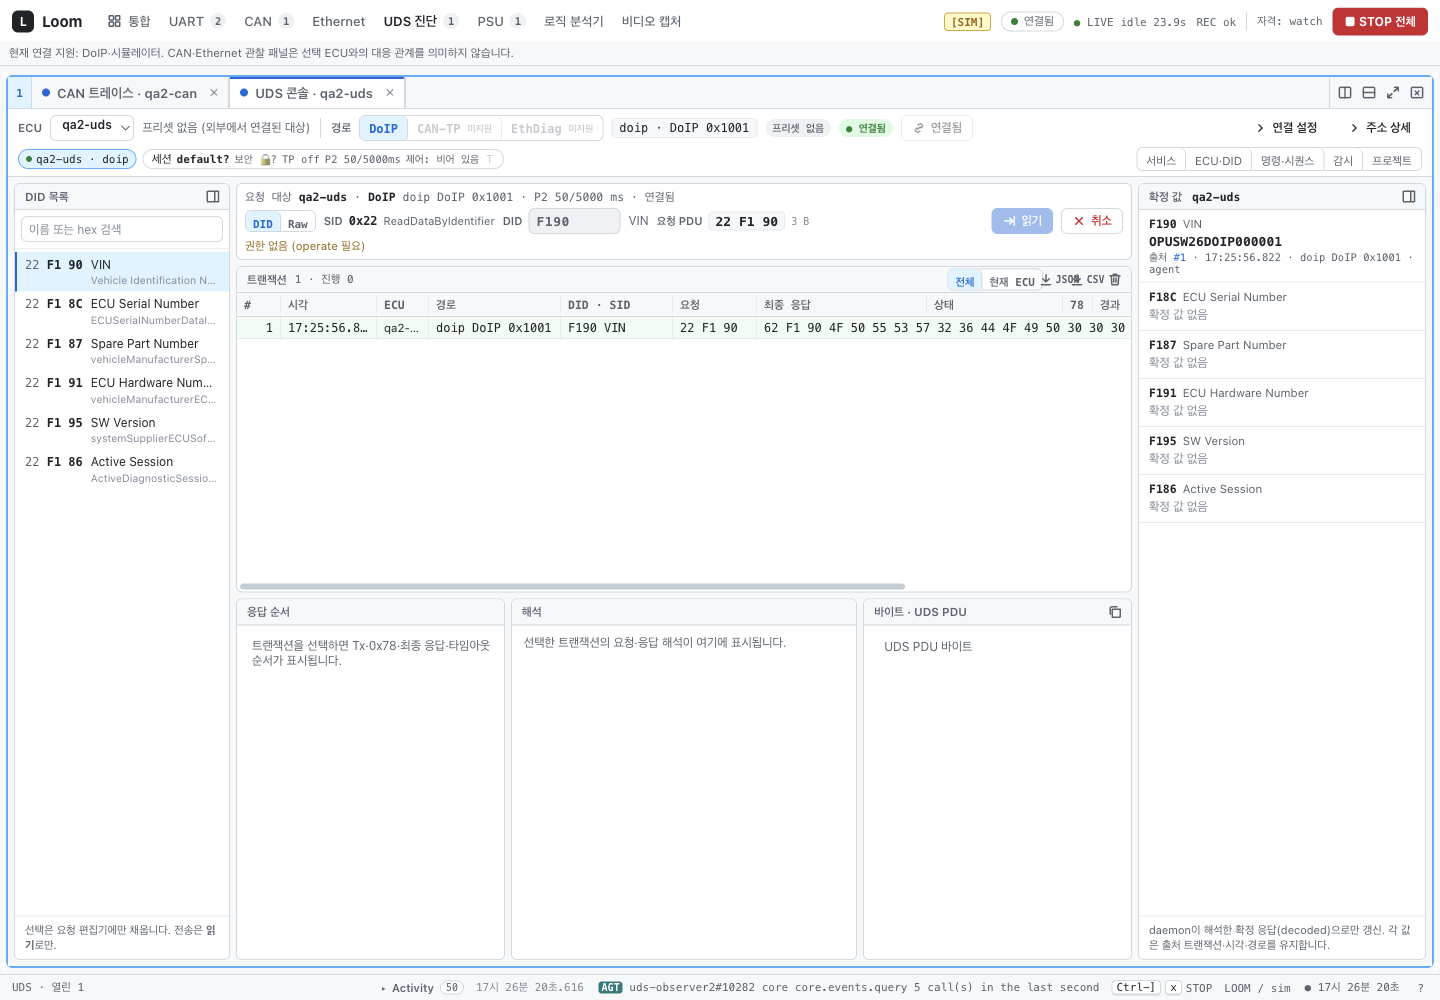 L Loom 통합 UART 2 CAN 1 Ethernet UDS 진단 1 PSU 1 로직 분석기 비디오 캡처 [SIM] 연결됨 LIVE idle 23.9s REC ok 자격: watch STOP 전체
현재 연결 지원: DoIP·시뮬레이터. CAN·Ethernet 관찰 패널은 선택 ECU와의 대응 관계를 의미하지 않습니다.
1 CAN 트레이스 · qa2-can × UDS 콘솔 · qa2-uds ×
ECU qa2-uds 프리셋 없음 (외부에서 연결된 대상) 경로 DoIP CAN-TP 미지원 EthDiag 미지원 doip · DoIP 0x1001 프리셋 없음 연결됨 연결됨 연결 설정 주소 상세
qa2-uds · doip 세션 default? 보안 ? TP off P2 50/5000ms 제어: 비어 있음 T 서비스 ECU·DID 명령·시퀀스 감시 프로젝트
DID 목록
이름 또는 hex 검색
22 F1 90 VIN
Vehicle Identification N…
22 F1 8C ECU Serial Number
ECUSerialNumberDataI…
22 F1 87 Spare Part Number
vehicleManufacturerSp…
22 F1 91 ECU Hardware Num…
vehicleManufacturerEC…
22 F1 95 SW Version
systemSupplierECUSof…
22 F1 86 Active Session
ActiveDiagnosticSessio…
선택은 요청 편집기에만 채웁니다. 전송은 읽
기로만.
요청 대상 qa2-uds · DoIP doip DoIP 0x1001 · P2 50/5000 ms · 연결됨
DID Raw SID 0x22 ReadDataByIdentifier DID F190 VIN 요청 PDU 22 F1 90 3 B 읽기 취소
권한 없음 (operate 필요)
트랜잭션 1 · 진행 0 전체 현재 ECU JSON CSV
# 시각 ECU 경로 DID · SID 요청 최종 응답 상태 78 경과
1 17:25:56.8… qa2-… doip DoIP 0x1001 F190 VIN 22 F1 90 62 F1 90 4F 50 55 53 57 32 36 44 4F 49 50 30 30 30
응답 순서
트랜잭션을 선택하면 Tx·0x78·최종 응답·타임아웃
순서가 표시됩니다.
해석
선택한 트랜잭션의 요청·응답 해석이 여기에 표시됩니다.
바이트 · UDS PDU
UDS PDU 바이트
확정 값 qa2-uds
F190 VIN
OPUSW26DOIP000001
출처 #1 · 17:25:56.822 · doip DoIP 0x1001 ·
agent
F18C ECU Serial Number
확정 값 없음
F187 Spare Part Number
확정 값 없음
F191 ECU Hardware Number
확정 값 없음
F195 SW Version
확정 값 없음
F186 Active Session
확정 값 없음
daemon이 해석한 확정 응답(decoded)으로만 갱신. 각 값
은 출처 트랜잭션·시각·경로를 유지합니다.
UDS · 열린 1 Activity 50 17시 26분 20초.616 AGT uds-observer2#10282 core core.events.query 5 call(s) in the last second Ctrl-] x STOP LOOM / sim 17시 26분 20초 ?